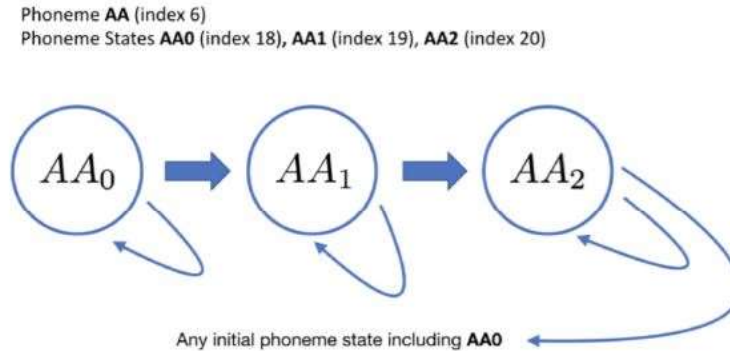 Phoneme AA (index 6)
Phoneme States AA0 (index 18), AA1 (index 19), AA2 (index 20)
AA₀ AA₁ AA₂
Any initial phoneme state including AA0